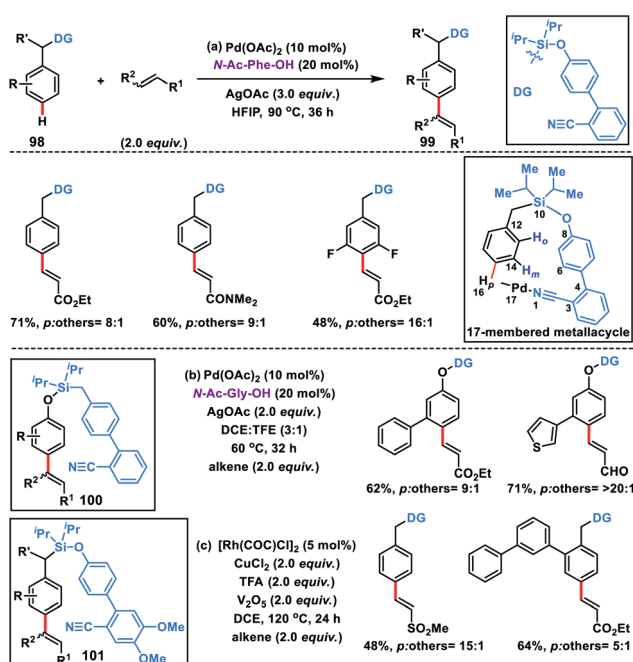 R' DG
R
H
98
+
R² R¹
(2.0 equiv.)
(a) Pd(OAc)₂ (10 mol%)
N-Ac-Phe-OH (20 mol%)
AgOAc (3.0 equiv.)
HFIP, 90 °C, 36 h
R' DG
R
R²
R¹
99
ⁱPr ⁱPr
Si-O
DG
N≡C
DG
CO₂Et
71%, p:others= 8:1
DG
CONMe₂
60%, p:others= 9:1
DG
F F
CO₂Et
48%, p:others= 16:1
Me Me
Me Me
Si
10 O
8
12
Hₒ
14
Hₘ
6
4
H
p
16
Pd-N≡C
17 1 3
17-membered metallacycle
ⁱPr
ⁱPr-Si
O
R
N≡C
R²
R¹
100
(b) Pd(OAc)₂ (10 mol%)
N-Ac-Gly-OH (20 mol%)
AgOAc (2.0 equiv.)
DCE:TFE (3:1)
60 °C, 32 h
alkene (2.0 equiv.)
DG
O
CO₂Et
62%, p:others= 9:1
DG
O
S
CHO
71%, p:others= >20:1
ⁱPr ⁱPr
R' Si-O
R
N≡C
OMe
OMe
R²
R¹
101
(c) [Rh(COC)Cl]₂ (5 mol%)
CuCl₂ (2.0 equiv.)
TFA (2.0 equiv.)
V₂O₅ (2.0 equiv.)
DCE, 120 °C, 24 h
alkene (2.0 equiv.)
DG
SO₂Me
48%, p:others= 15:1
DG
CO₂Et
64%, p:others= 5:1